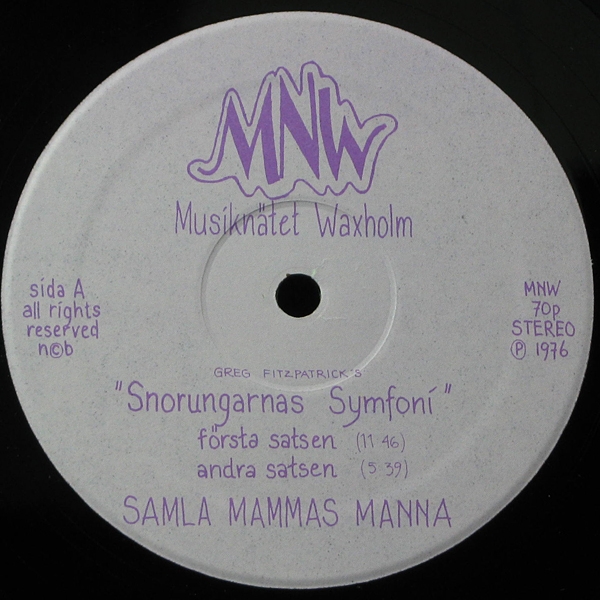 MNW
Musiknätet Waxholm
sida A
all rights
reserved
n©b
MNW
70p
STEREO
Ⓟ 1976
GREG FITZPATRICK'S
"Snorungarnas Symfoni"
första satsen (11 46)
andra satsen (5 39)
SAMLA MAMMAS MANNA